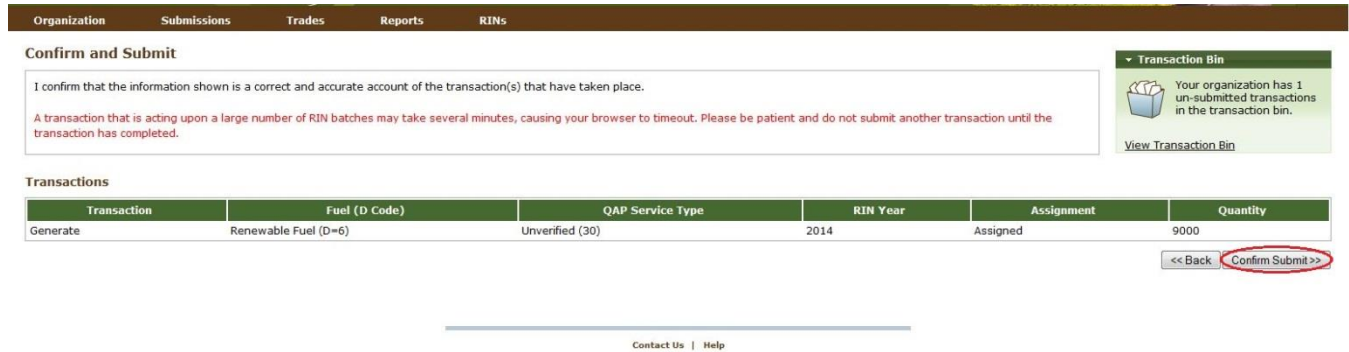 Organization Submissions Trades Reports RINs
Confirm and Submit
I confirm that the information shown is a correct and accurate account of the transaction(s) that have taken place.
A transaction that is acting upon a large number of RIN batches may take several minutes, causing your browser to timeout. Please be patient and do not submit another transaction until the
transaction has completed.
Transaction Bin
Your organization has 1
un-submitted transactions
in the transaction bin.
View Transaction Bin
Transactions
Transaction Fuel (D Code) QAP Service Type RIN Year Assignment Quantity
Generate Renewable Fuel (D=6) Unverified (30) 2014 Assigned 9000
<< Back Confirm Submit >>
Contact Us | Help